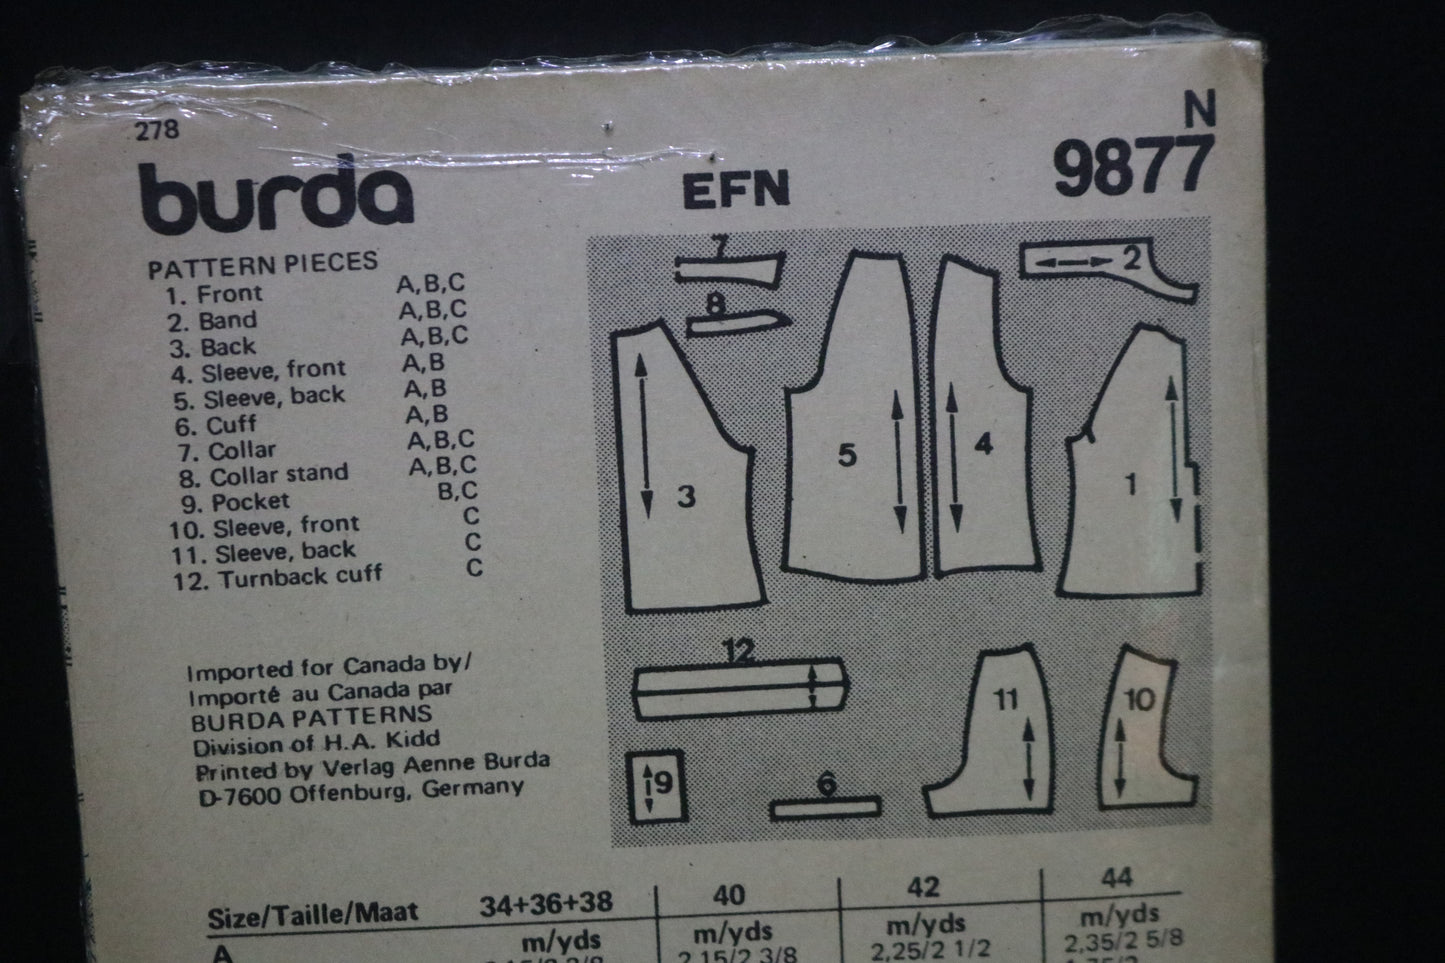 278
burda
EFN
N
9877
PATTERN PIECES
1. Front A,B,C
2. Band A,B,C
3. Back A,B,C
4. Sleeve, front A,B
5. Sleeve, back A,B
6. Cuff A,B
7. Collar A,B,C
8. Collar stand A,B,C
9. Pocket B,C
10. Sleeve, front C
11. Sleeve, back C
12. Turnback cuff C
7
8
2
3
5
4
1
12
11
10
9
6
Imported for Canada by/
Importé au Canada par
BURDA PATTERNS
Division of H.A. Kidd
Printed by Verlag Aenne Burda
D-7600 Offenburg, Germany
Size/Taille/Maat 34+36+38 40 42 44
m/yds m/yds m/yds m/yds
A 2,15/2 3/8 2,25/2 1/2 2,35/2 5/8